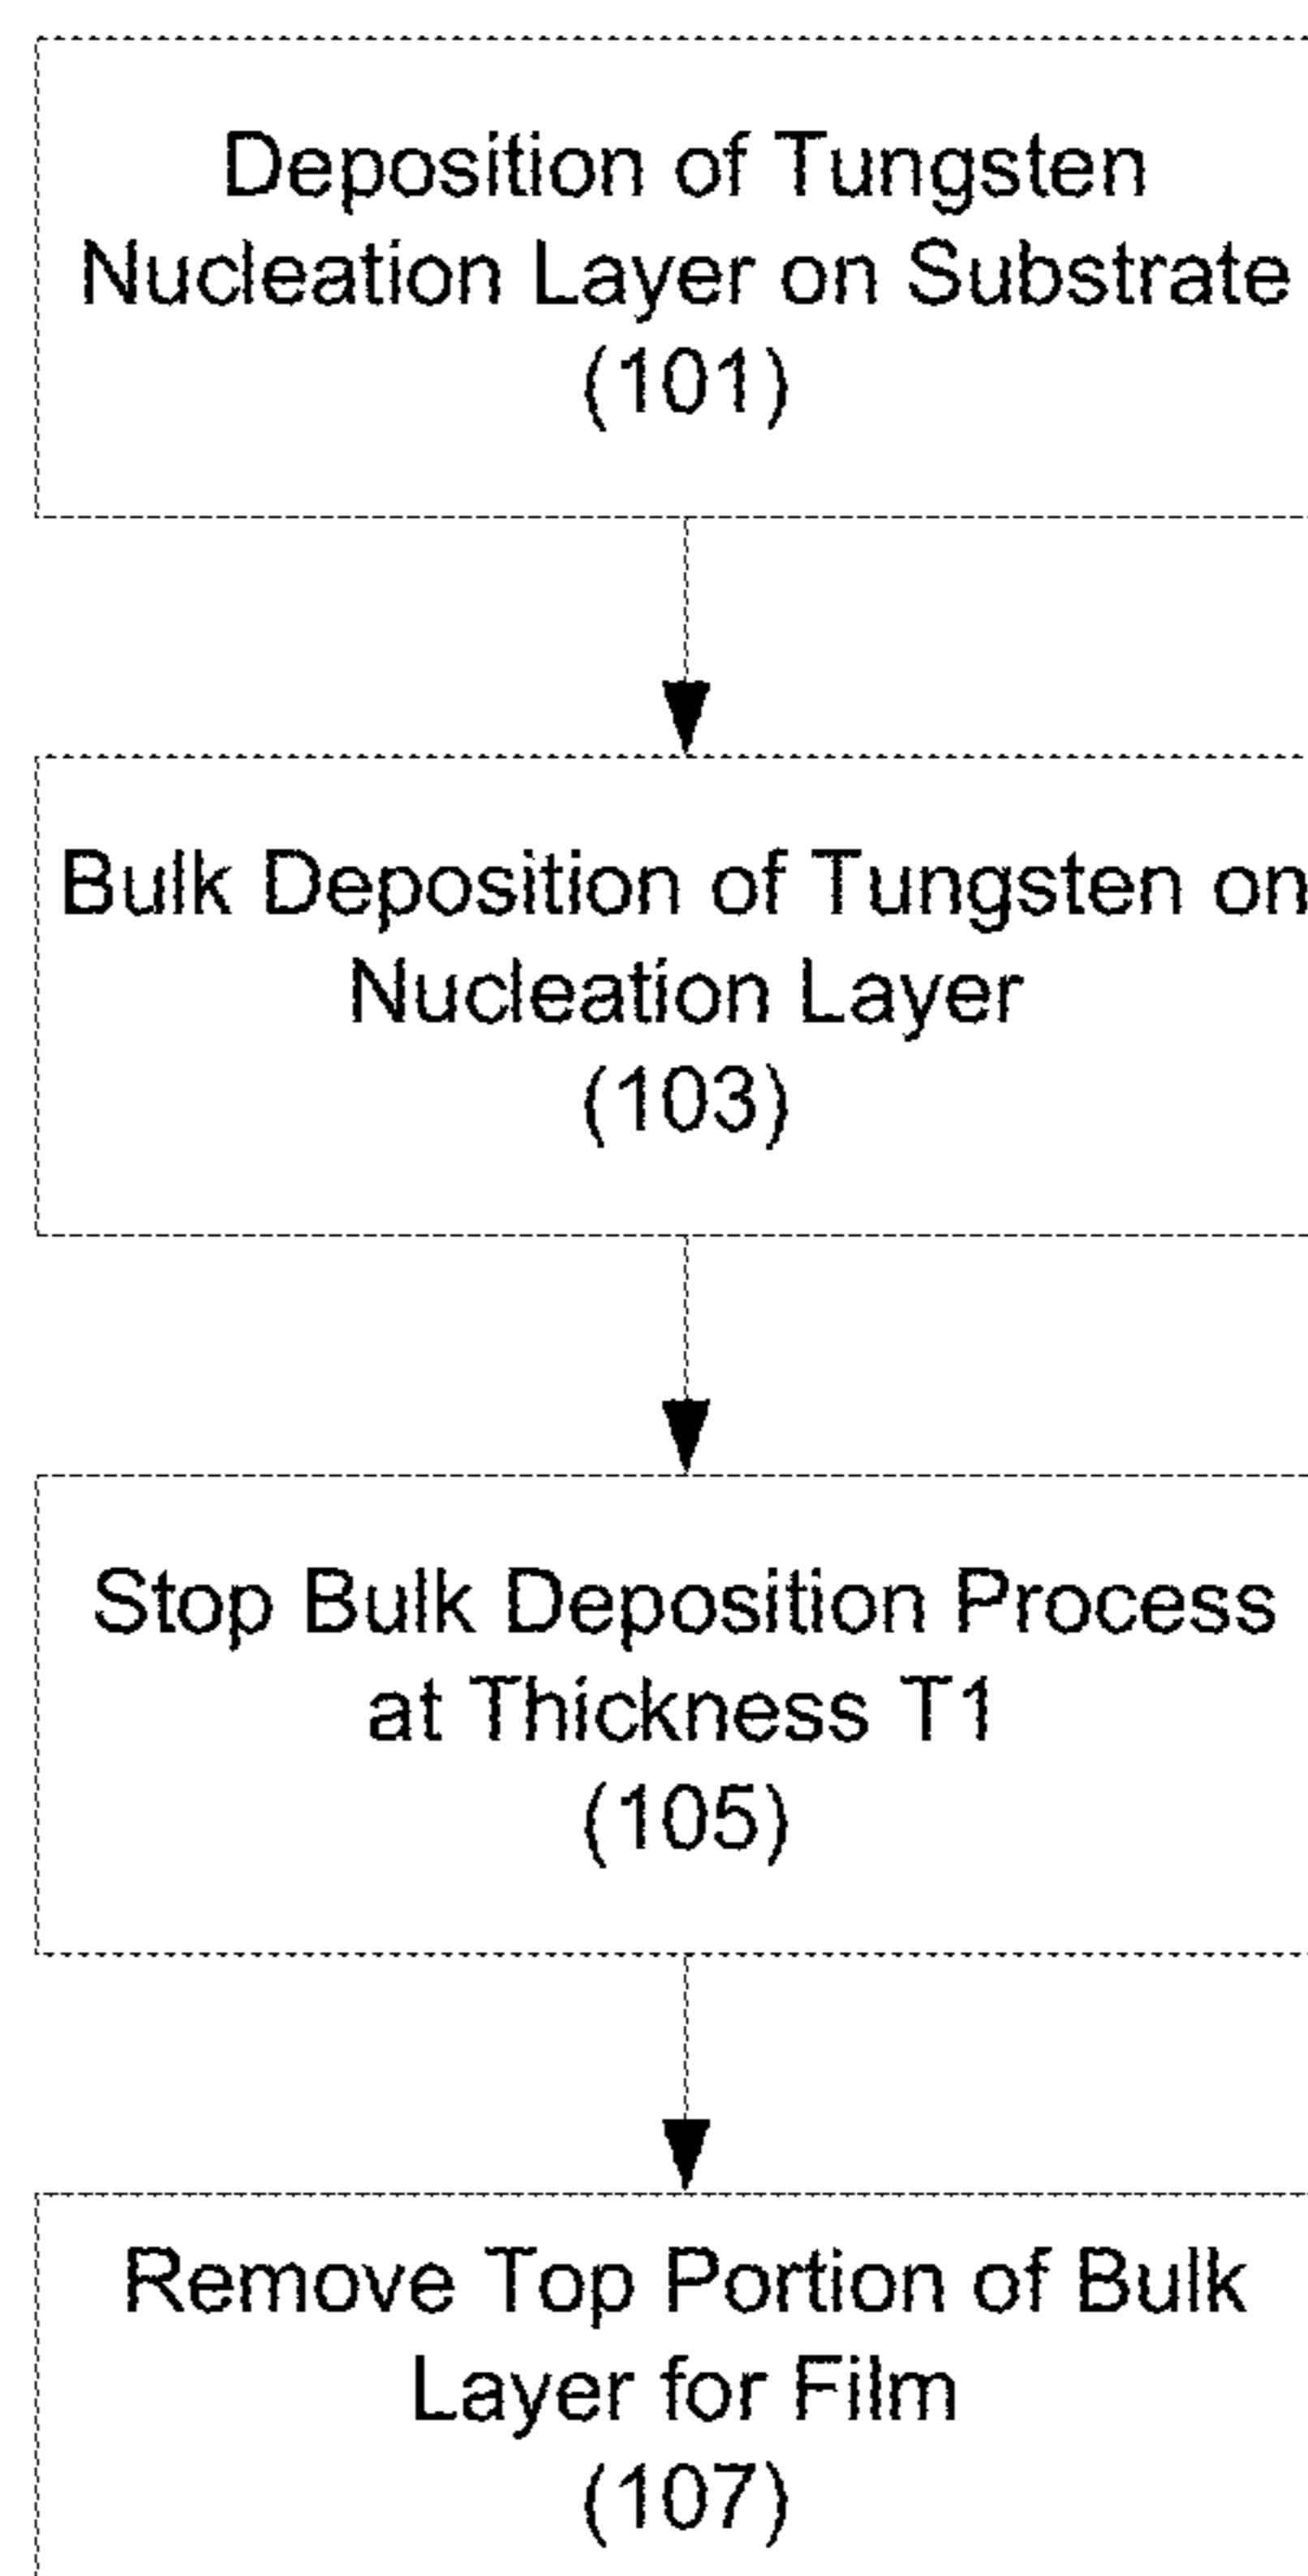 Deposition of Tungsten
Nucleation Layer on Substrate
(101)
Bulk Deposition of Tungsten on
Nucleation Layer
(103)
Stop Bulk Deposition Process
at Thickness T1
(105)
Remove Top Portion of Bulk
Layer for Film
(107)